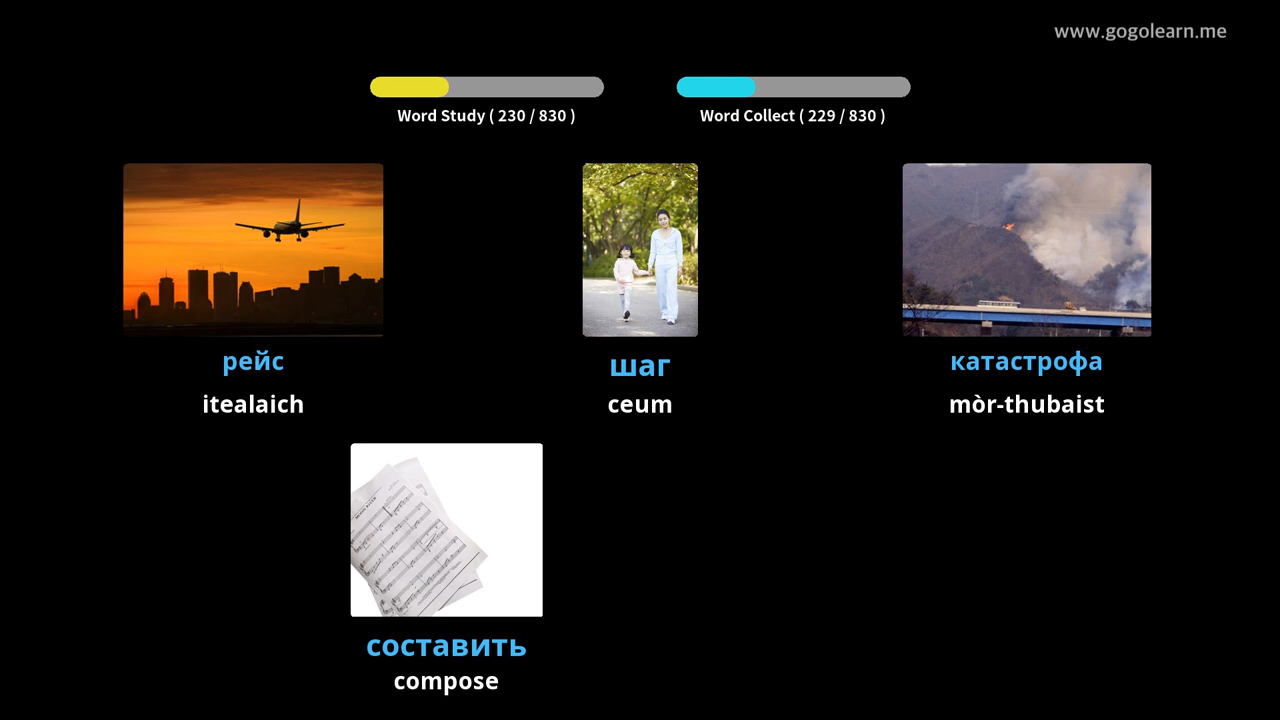 www.gogolearn.me
Word Study ( 230 / 830 )
Word Collect ( 229 / 830 )
рейс
шаг
катастрофа
itealaich
ceum
mòr-thubaist
составить
compose